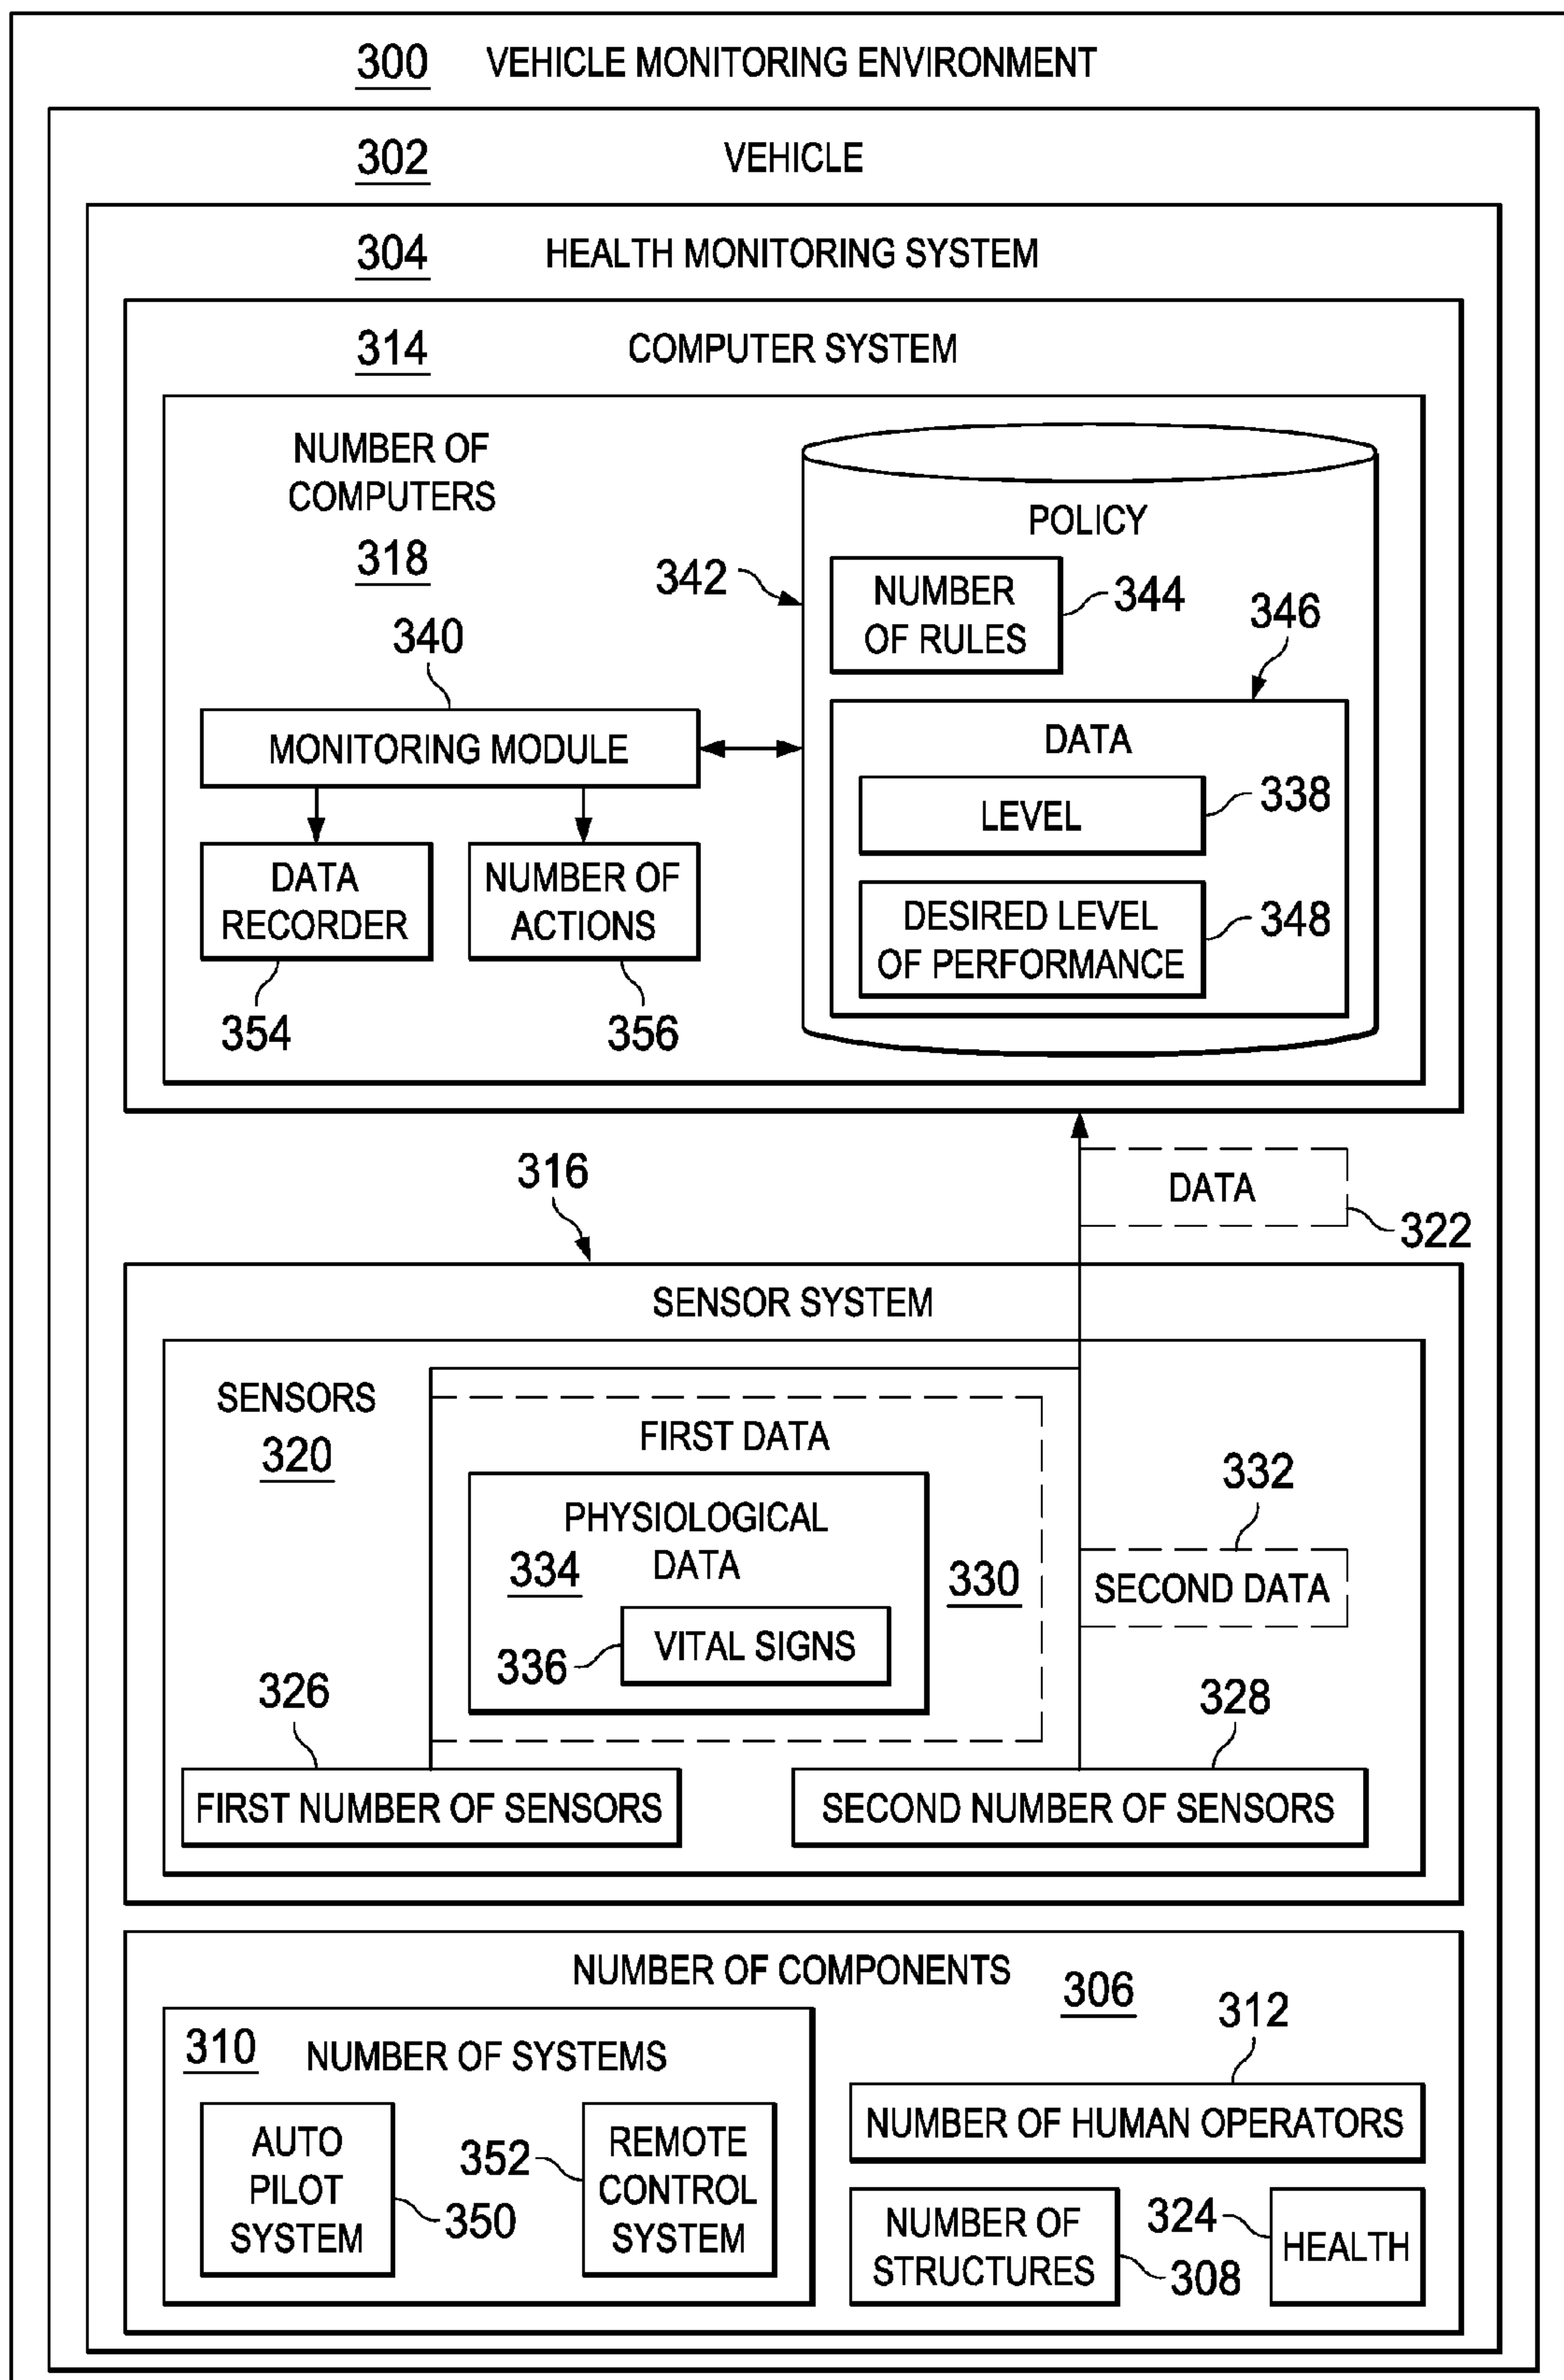 300 VEHICLE MONITORING ENVIRONMENT
302 VEHICLE
304 HEALTH MONITORING SYSTEM
314 COMPUTER SYSTEM
NUMBER OF
COMPUTERS
318
340
MONITORING MODULE
DATA
RECORDER
354
NUMBER OF
ACTIONS
356
342
POLICY
NUMBER
OF RULES
344
346
DATA
LEVEL
338
DESIRED LEVEL
OF PERFORMANCE
348
DATA
322
316
SENSOR SYSTEM
SENSORS
320
FIRST DATA
330
PHYSIOLOGICAL
DATA
334
VITAL SIGNS
336
332
SECOND DATA
326
FIRST NUMBER OF SENSORS
328
SECOND NUMBER OF SENSORS
NUMBER OF COMPONENTS
306
310 NUMBER OF SYSTEMS
AUTO
PILOT
SYSTEM
350
352
REMOTE
CONTROL
SYSTEM
312
NUMBER OF HUMAN OPERATORS
NUMBER OF
STRUCTURES
308
324
HEALTH